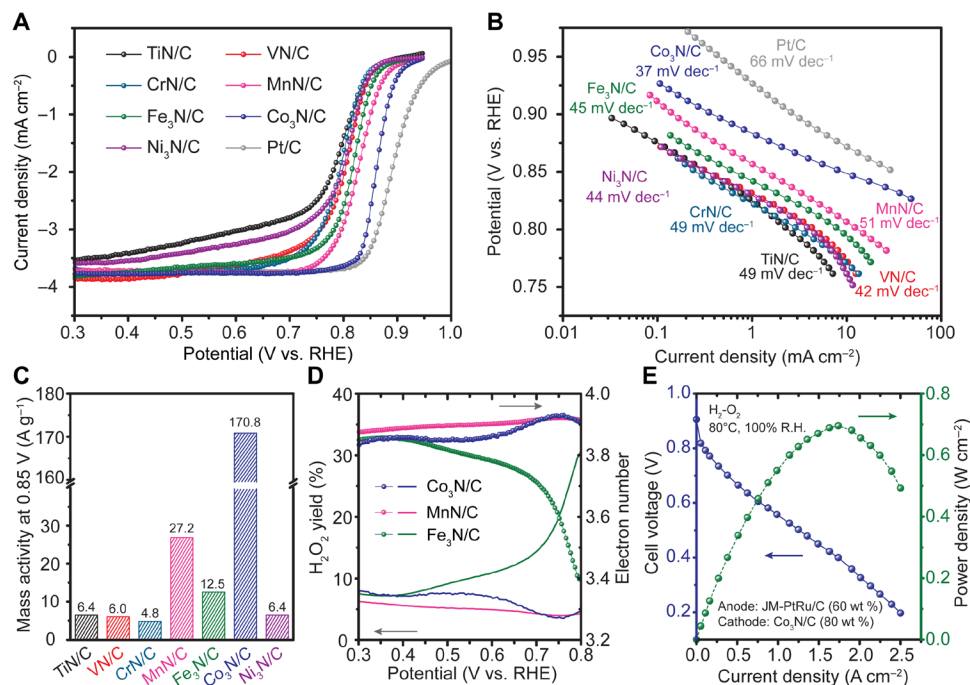 A
TiN/C VN/C
CrN/C MnN/C
Fe₃N/C Co₃N/C
Ni₃N/C Pt/C
Current density (mA cm⁻²)
0
−1
−2
−3
−4
0.3 0.4 0.5 0.6 0.7 0.8 0.9 1.0
Potential (V vs. RHE)
B
Pt/C
66 mV dec⁻¹
Co₃N/C
37 mV dec⁻¹
Fe₃N/C
45 mV dec⁻¹
Ni₃N/C
44 mV dec⁻¹
CrN/C
49 mV dec⁻¹
TiN/C
49 mV dec⁻¹
MnN/C
51 mV dec⁻¹
VN/C
42 mV dec⁻¹
Potential (V vs. RHE)
0.95
0.90
0.85
0.80
0.75
0.01 0.1 1 10 100
Current density (mA cm⁻²)
C
Mass activity at 0.85 V (A g⁻¹)
180
170
160
30
20
10
0
6.4 6.0 4.8 27.2 12.5 170.8 6.4
TiN/C VN/C CrN/C MnN/C Fe₃N/C Co₃N/C Ni₃N/C
D
H₂O₂ yield (%)
40
30
20
10
0
Co₃N/C
MnN/C
Fe₃N/C
Electron number
4.0
3.8
3.6
3.4
3.2
0.3 0.4 0.5 0.6 0.7 0.8
Potential (V vs. RHE)
E
H₂-O₂
80°C, 100% R.H.
Cell voltage (V)
1.0
0.8
0.6
0.4
0.2
Power density (W cm⁻²)
0.8
0.6
0.4
0.2
0
Anode: JM-PtRu/C (60 wt %)
Cathode: Co₃N/C (80 wt %)
0.0 0.5 1.0 1.5 2.0 2.5
Current density (A cm⁻²)